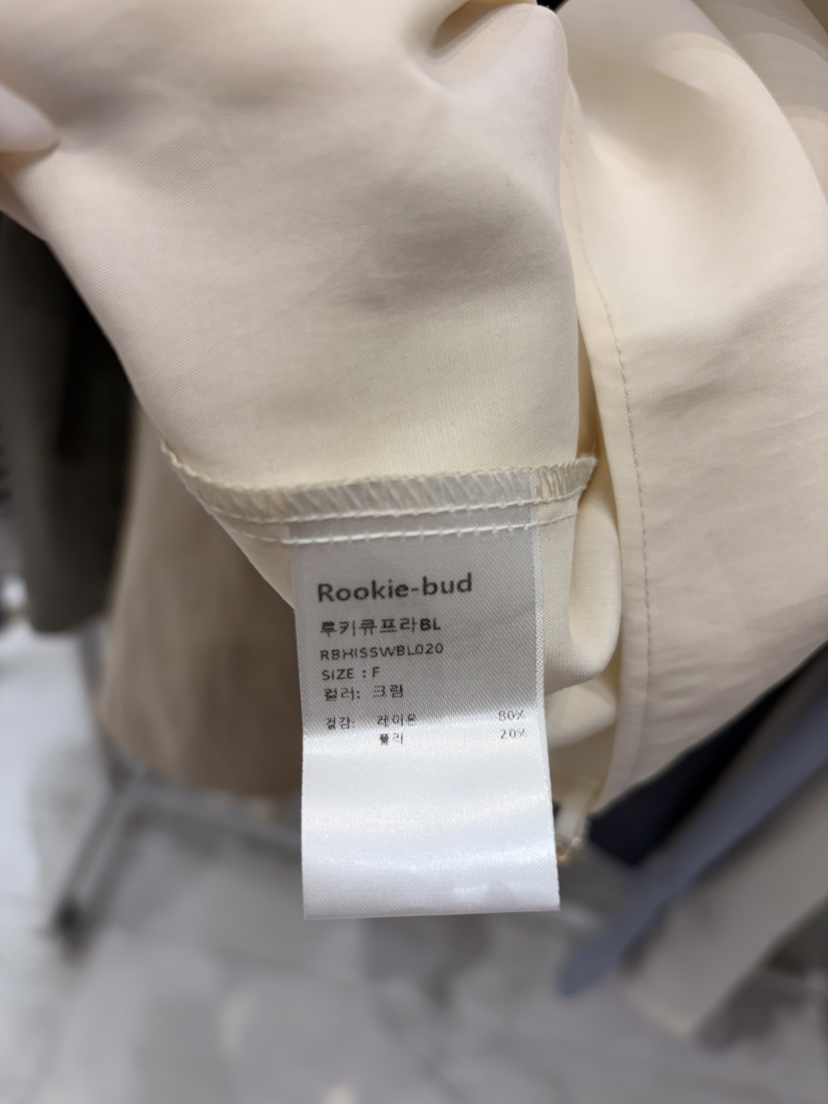 Rookie-bud
루키큐프라BL
RBHISSWBL020
SIZE : F
컬러: 크림
겉감: 레이온 80%
폴리 20%